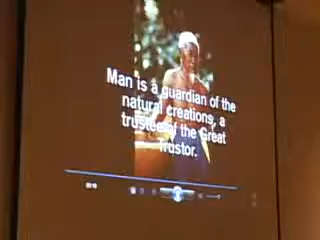 Man is a guardian of the
natural creations, a
trustee of the Great
Trustor.